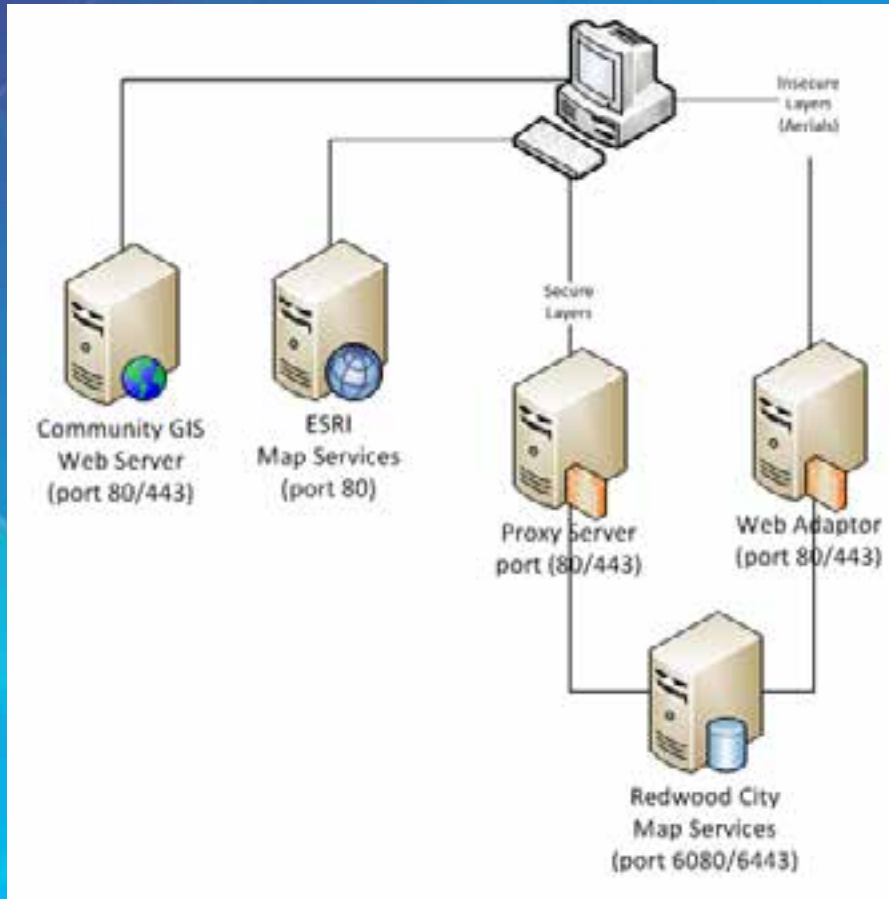 Insecure
Layers
(Aerials)
Secure
Layers
Community GIS
Web Server
(port 80/443)
ESRI
Map Services
(port 80)
Proxy Server
port (80/443)
Web Adaptor
(port 80/443)
Redwood City
Map Services
(port 6080/6443)